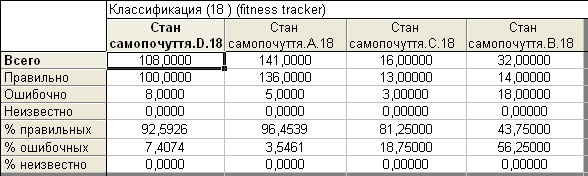 Классификация (18 ) (fitness tracker)
Стан самопочуття.D.18 Стан самопочуття.A.18 Стан самопочуття.C.18 Стан самопочуття.B.18
Всего 108,0000 141,0000 16,00000 32,00000
Правильно 100,0000 136,0000 13,00000 14,00000
Ошибочно 8,0000 5,0000 3,00000 18,00000
Неизвестно 0,0000 0,0000 0,00000 0,00000
% правильных 92,5926 96,4539 81,25000 43,75000
% ошибочных 7,4074 3,5461 18,75000 56,25000
% неизвестно 0,0000 0,0000 0,00000 0,00000